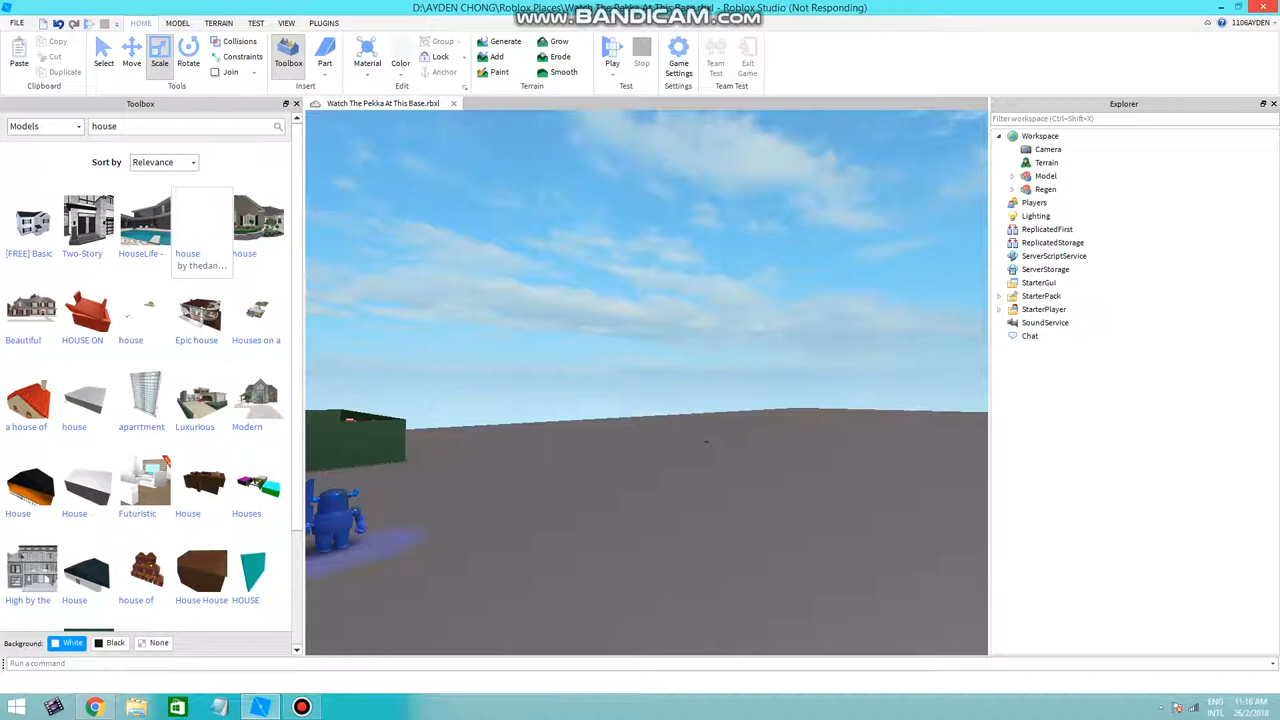 D:\AYDEN CHONG\Roblox Places\Watch The Pekka At This Base.rbxl - Roblox Studio (Not Responding)
www.BANDICAM.com
FILE HOME MODEL TERRAIN TEST VIEW PLUGINS 1106AYDEN
Paste Copy Cut Duplicate
Clipboard
Select Move Scale Rotate Collisions Constraints Join
Tools
Toolbox Part
Insert
Material Color Group Lock Anchor
Edit
Generate Grow Add Erode Paint Smooth
Terrain
Play Stop
Test
Game Settings
Settings
Team Test Exit Game
Team Test
Toolbox
Watch The Pekka At This Base.rbxl
Explorer
Models house
Filter workspace (Ctrl+Shift+X)
Sort by Relevance
[FREE] Basic Two-Story HouseLife - house house
by thedan...
Beautiful HOUSE ON house Epic house Houses on a
a house of house aparrtment Luxurious Modern
House House Futuristic House Houses
High by the House house of House House HOUSE
Background: White Black None
Run a command
Workspace
Camera
Terrain
Model
Regen
Players
Lighting
ReplicatedFirst
ReplicatedStorage
ServerScriptService
ServerStorage
StarterGui
StarterPack
StarterPlayer
SoundService
Chat
ENG 11:16 AM
INTL 26/2/2018